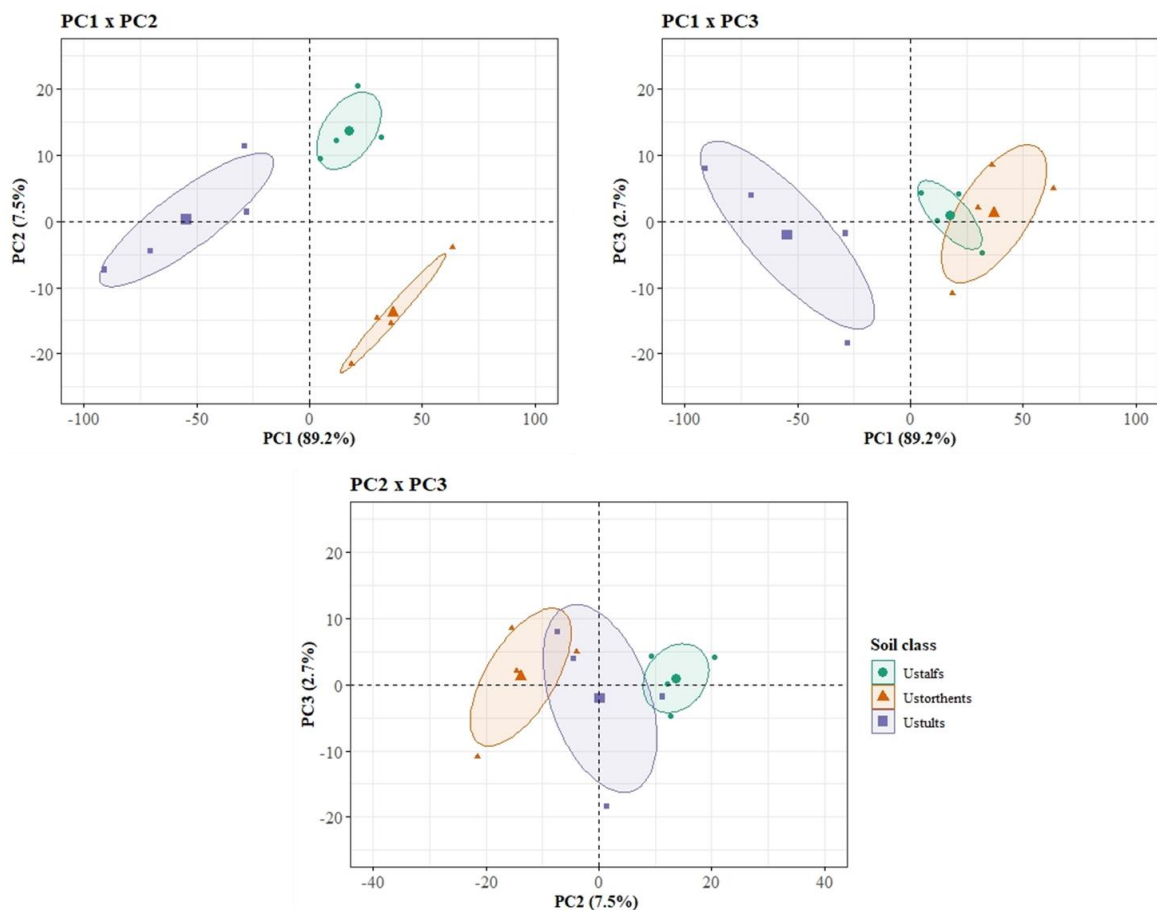 PC1 x PC2
20
10
0
-10
-20
PC2 (7.5%)
-100
-50
0
50
100
PC1 (89.2%)
PC1 x PC3
20
10
0
-10
-20
PC3 (2.7%)
-100
-50
0
50
100
PC1 (89.2%)
PC2 x PC3
20
10
0
-10
-20
PC3 (2.7%)
-40
-20
0
20
40
PC2 (7.5%)
Soil class
Ustalfs
Ustorthents
Ustults